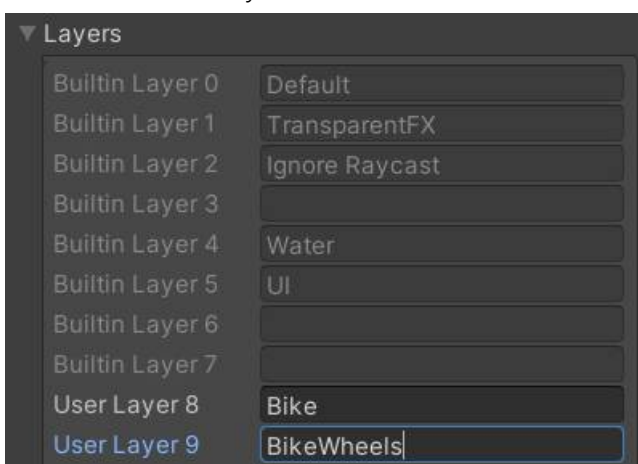 Layers
Builtin Layer 0 Default
Builtin Layer 1 TransparentFX
Builtin Layer 2 Ignore Raycast
Builtin Layer 3
Builtin Layer 4 Water
Builtin Layer 5 UI
Builtin Layer 6
Builtin Layer 7
User Layer 8 Bike
User Layer 9 BikeWheels